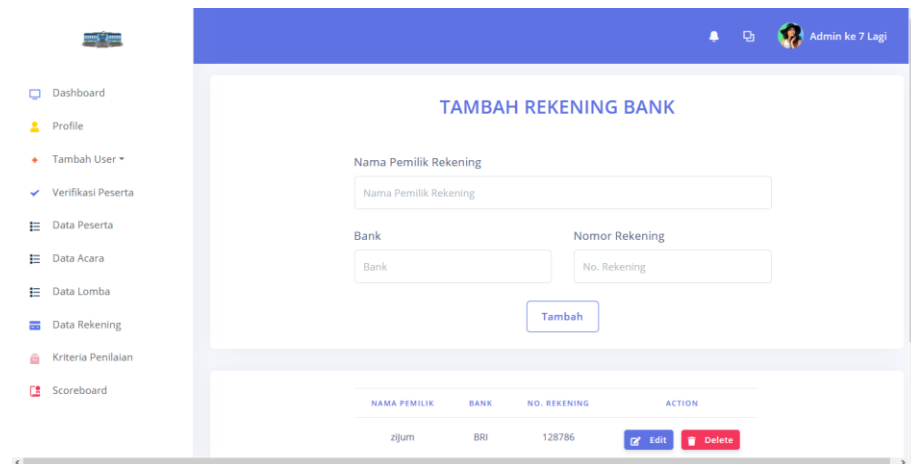 Admin ke 7 Lagi
Dashboard
Profile
Tambah User
Verifikasi Peserta
Data Peserta
Data Acara
Data Lomba
Data Rekening
Kriteria Penilaian
Scoreboard
TAMBAH REKENING BANK
Nama Pemilik Rekening
Nama Pemilik Rekening
Bank Nomor Rekening
Bank No. Rekening
Tambah
NAMA PEMILIK BANK NO. REKENING ACTION
ziJum BRI 128786 Edit Delete